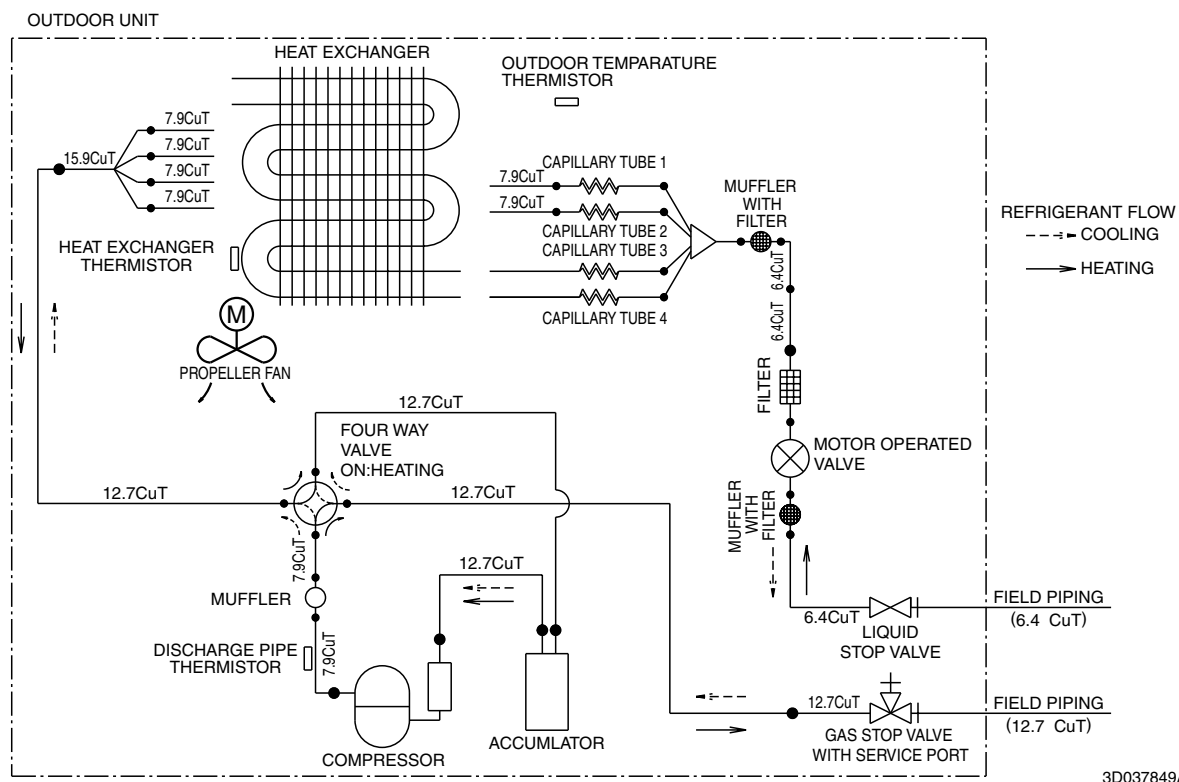 OUTDOOR UNIT
HEAT EXCHANGER
OUTDOOR TEMPARATURE
THERMISTOR
7.9CuT
7.9CuT
7.9CuT
7.9CuT
15.9CuT
HEAT EXCHANGER
THERMISTOR
M
PROPELLER FAN
CAPILLARY TUBE 1
7.9CuT
7.9CuT
CAPILLARY TUBE 2
CAPILLARY TUBE 3
CAPILLARY TUBE 4
MUFFLER
WITH
FILTER
6.4CuT
6.4CuT
FILTER
MOTOR OPERATED
VALVE
MUFFLER
WITH
FILTER
REFRIGERANT FLOW
COOLING
HEATING
12.7CuT
FOUR WAY
VALVE
ON:HEATING
12.7CuT
12.7CuT
7.9CuT
MUFFLER
DISCHARGE PIPE
THERMISTOR
7.9CuT
12.7CuT
COMPRESSOR
ACCUMLATOR
6.4CuT
LIQUID
STOP VALVE
FIELD PIPING
(6.4 CuT)
12.7CuT
GAS STOP VALVE
WITH SERVICE PORT
FIELD PIPING
(12.7 CuT)